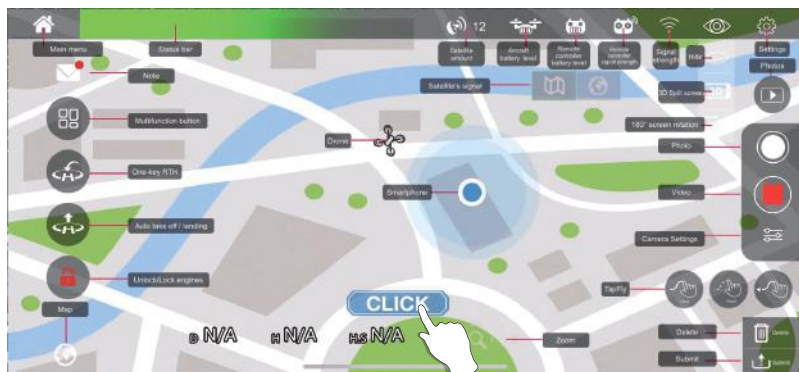 12
Main menu
Status bar
Satellite
amount
Aircraft
battery level
Remote
controller
battery level
Remote
controller
signal strength
Signal
strength
Hide
Settings
Photos
Note
Satellite's signal
3D Split screen
Multifunction button
180° screen rotation
Drone
Photo
One-key RTH
Smartphone
Video
Auto take off / landing
Camera Settings
Unlock/Lock engines
TapFly
Map
CLICK
D N/A
H N/A
H.S N/A
Zoom
Delete
Delete
Submit
Submit